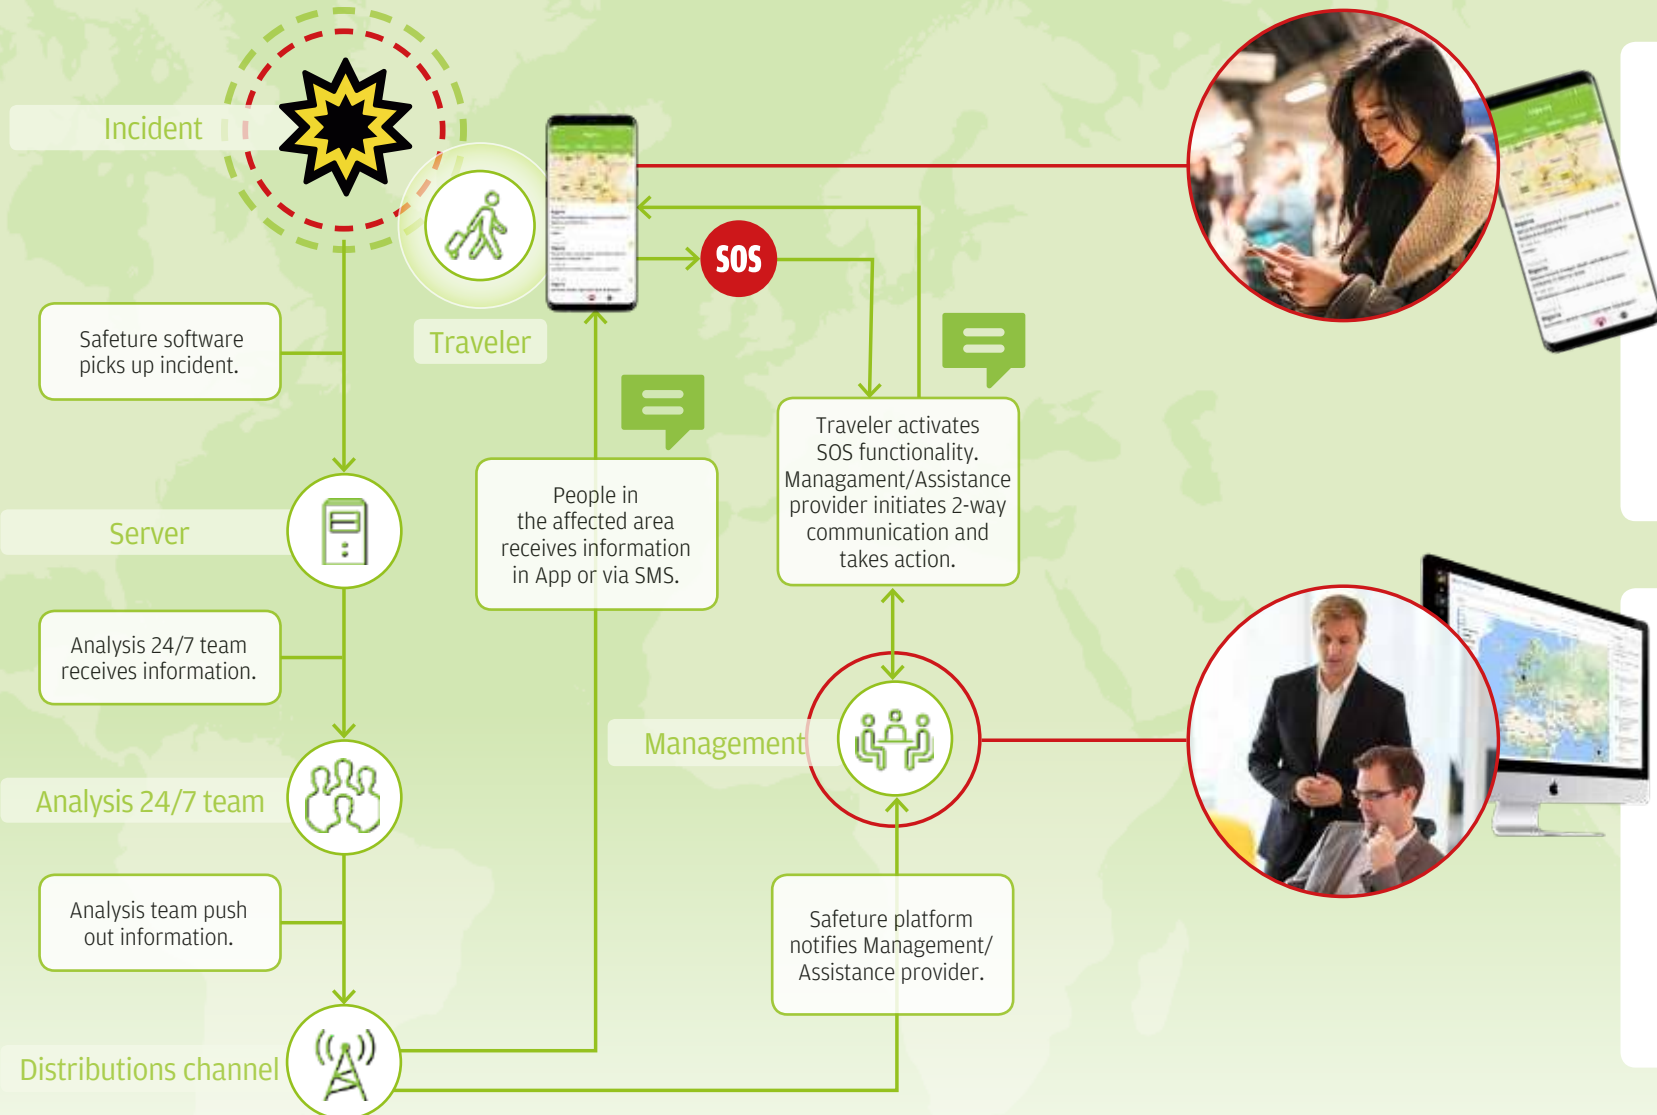 Incident
SOS
Safeture software
picks up incident.
Traveler
Traveler activates
SOS functionality.
Managament/Assistance
provider initiates 2-way
communication and
takes action.
People in
the affected area
receives information
in App or via SMS.
Server
Analysis 24/7 team
receives information.
Management
Analysis 24/7 team
Analysis team push
out information.
Safeture platform
notifies Management/
Assistance provider.
Distributions channel